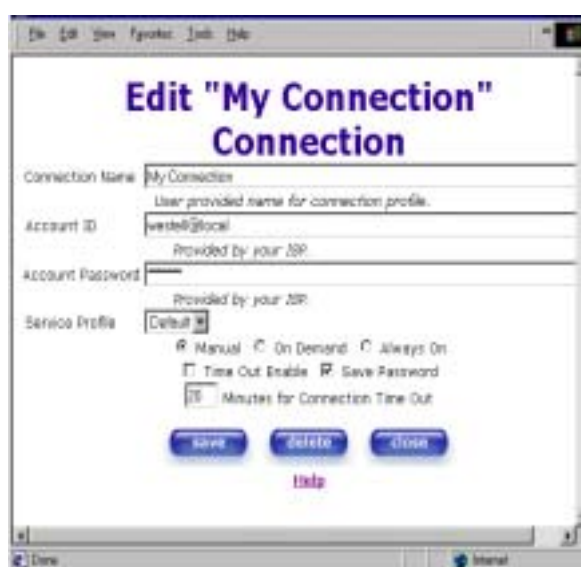 File Edit View Favorites Tools Help
Edit "My Connection"
Connection
Connection Name My Connection
User provided name for connection profile.
Account ID westell@local
Provided by your ISP.
Account Password
Provided by your ISP.
Service Profile Default
Manual On Demand Always On
Time Out Enable Save Password
20 Minutes for Connection Time Out
save delete close
Help
Done Internet